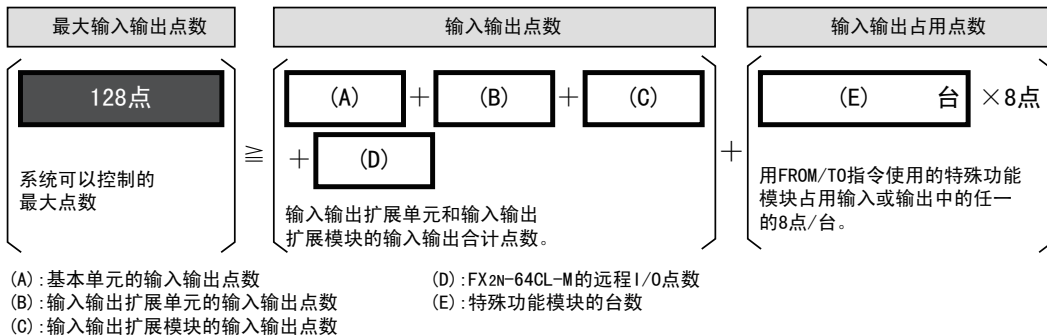 最大输入输出点数
输入输出点数
输入输出占用点数
128点
(A) + (B) + (C)
(E) 台 ×8点
≧
+
+ (D)
系统可以控制的
最大点数
输入输出扩展单元和输入输出
扩展模块的输入输出合计点数。
用FROM/TO指令使用的特殊功能
模块占用输入或输出中的任一
的8点/台。
(A):基本单元的输入输出点数
(B):输入输出扩展单元的输入输出点数
(C):输入输出扩展模块的输入输出点数
(D):FX2N-64CL-M的远程I/O点数
(E):特殊功能模块的台数